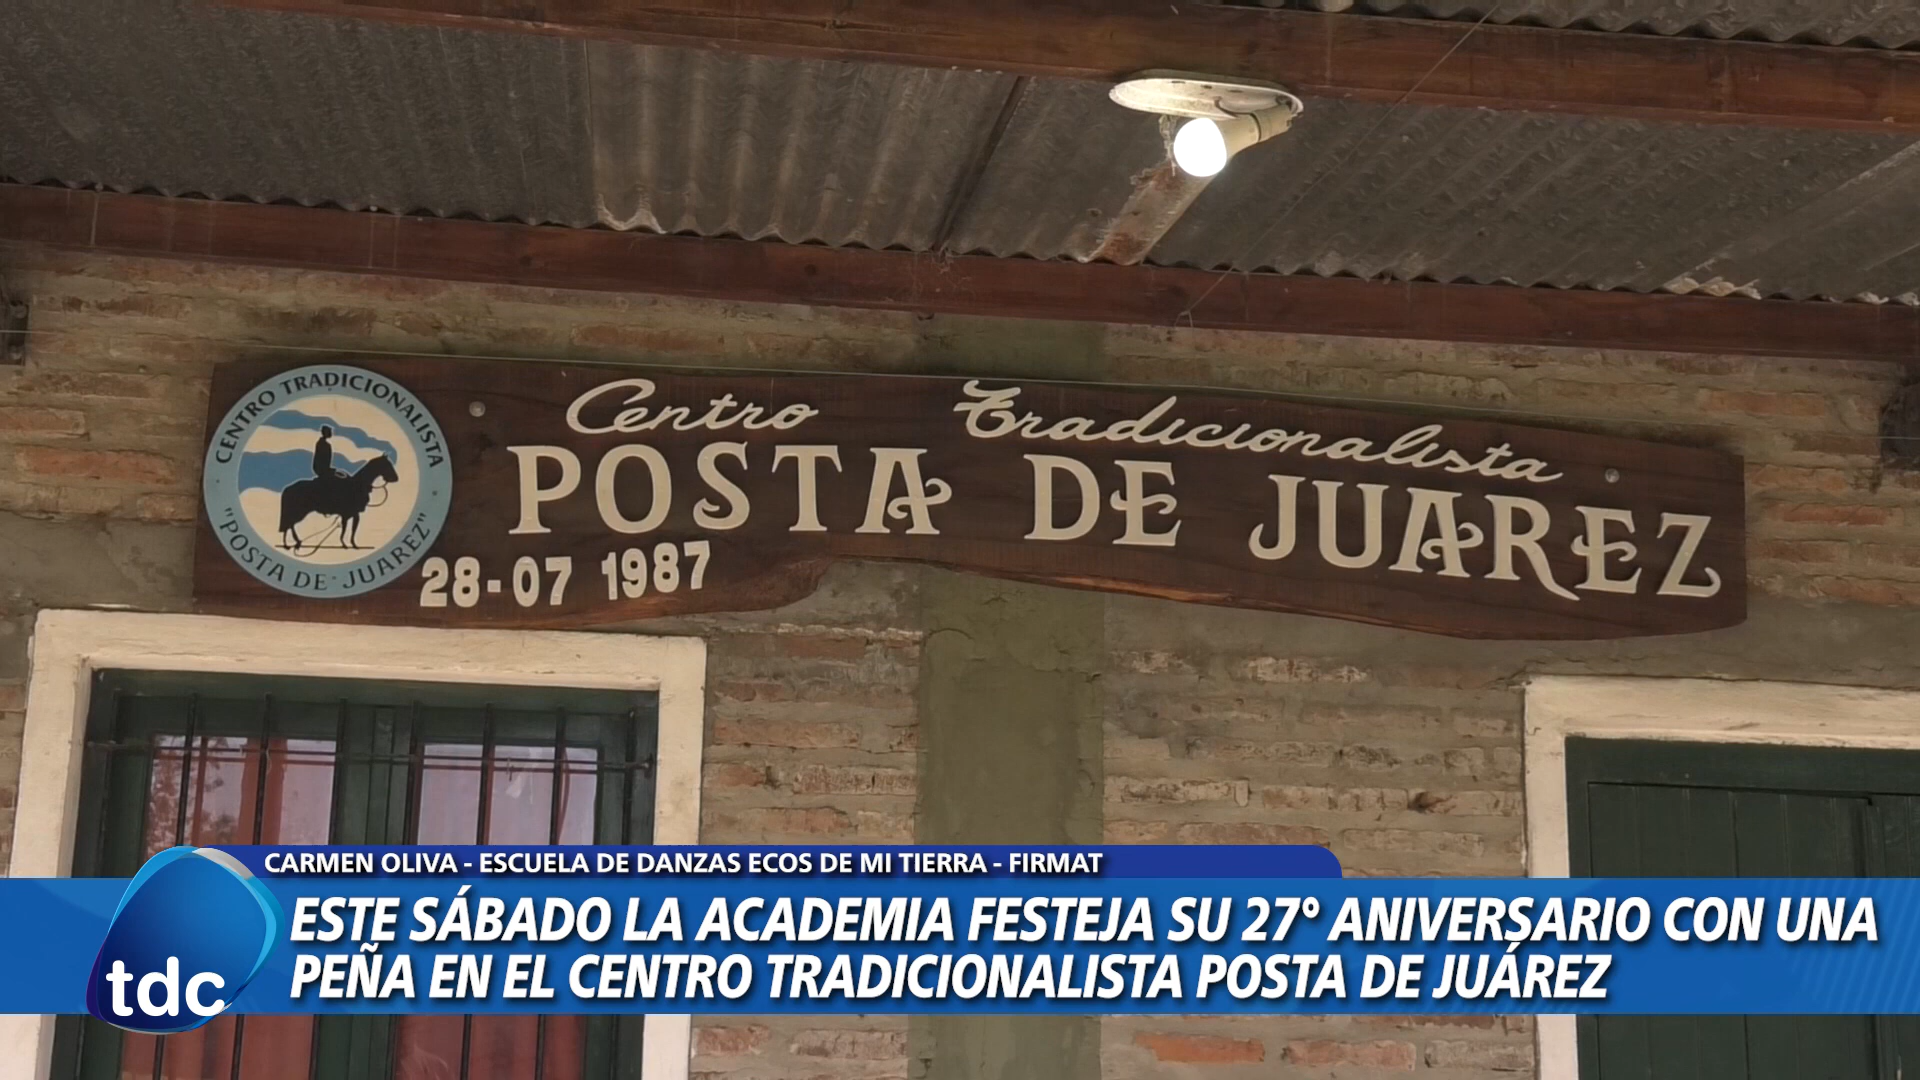 CENTRO TRADICIONALISTA
"POSTA DE JUAREZ"
Centro Tradicionalista
POSTA DE JUAREZ
28-07 1987
CARMEN OLIVA - ESCUELA DE DANZAS ECOS DE MI TIERRA - FIRMAT
ESTE SÁBADO LA ACADEMIA FESTEJA SU 27° ANIVERSARIO CON UNA
PEÑA EN EL CENTRO TRADICIONALISTA POSTA DE JUÁREZ
tdc